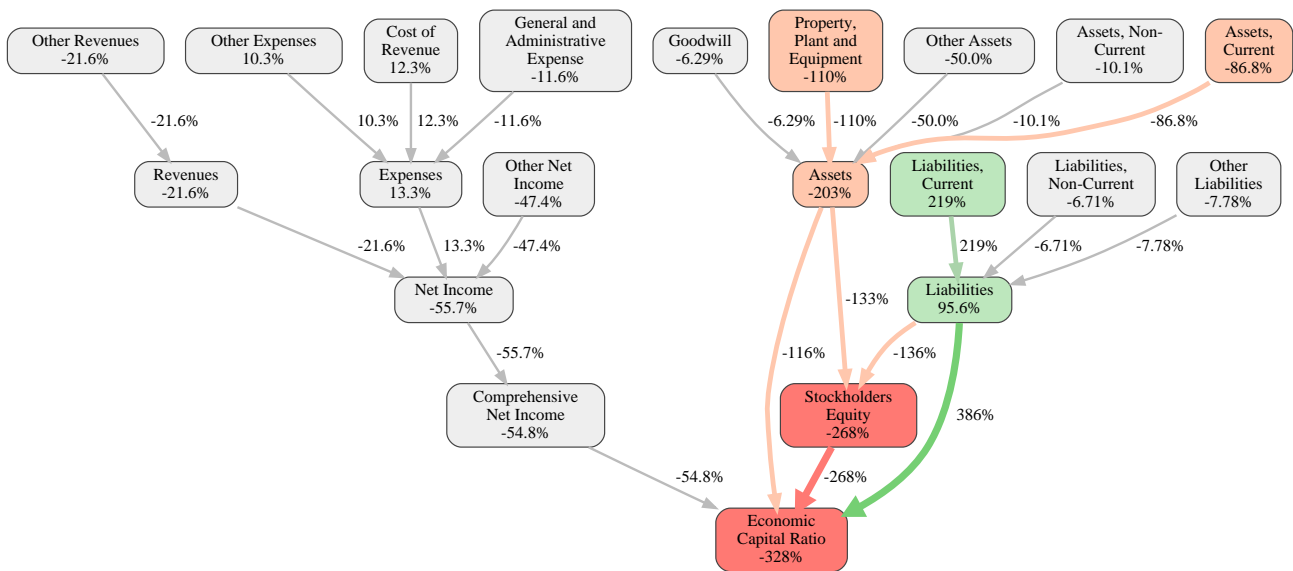 Other Revenues
-21.6%
Other Expenses
10.3%
Cost of
Revenue
12.3%
General and
Administrative
Expense
-11.6%
Goodwill
-6.29%
Property,
Plant and
Equipment
-110%
Other Assets
-50.0%
Assets, Non-
Current
-10.1%
Assets,
Current
-86.8%
-21.6%
10.3%
12.3%
-11.6%
-6.29%
-110%
-50.0%
-10.1%
-86.8%
Revenues
-21.6%
Expenses
13.3%
Other Net
Income
-47.4%
Assets
-203%
Liabilities,
Current
219%
Liabilities,
Non-Current
-6.71%
Other
Liabilities
-7.78%
-21.6%
13.3%
-47.4%
219%
-6.71%
-7.78%
Net Income
-55.7%
Liabilities
95.6%
-133%
-55.7%
-116%
-136%
Comprehensive
Net Income
-54.8%
Stockholders
Equity
-268%
386%
-54.8%
-268%
Economic
Capital Ratio
-328%